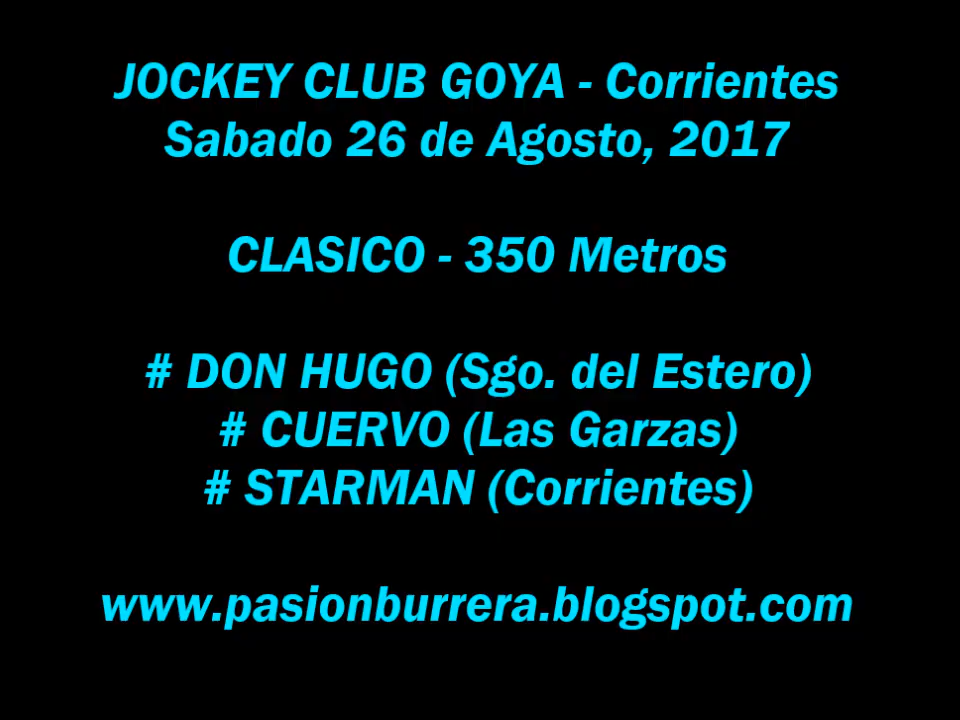 JOCKEY CLUB GOYA - Corrientes
Sabado 26 de Agosto, 2017
CLASICO - 350 Metros
# DON HUGO (Sgo. del Estero)
# CUERVO (Las Garzas)
# STARMAN (Corrientes)
www.pasionburrera.blogspot.com